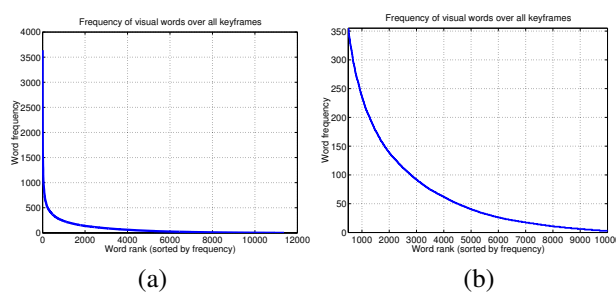 Frequency of visual words over all keyframes
4000
3500
3000
2500
2000
1500
1000
500
0
Word frequency
0 2000 4000 6000 8000 10000 12000
Word rank (sorted by frequency)
(a)
Frequency of visual words over all keyframes
350
300
250
200
150
100
50
0
Word frequency
1000 2000 3000 4000 5000 6000 7000 8000 9000 10000
Word rank (sorted by frequency)
(b)